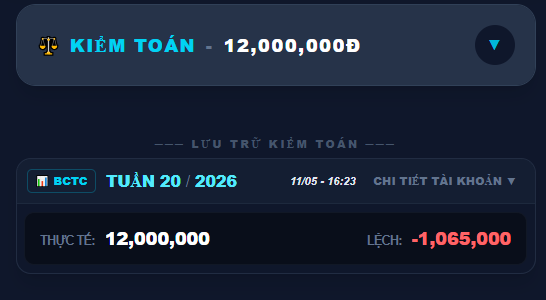 KIỂM TOÁN - 12,000,000Đ
——— LƯU TRỮ KIỂM TOÁN ———
BCTC TUẦN 20 / 2026 11/05 - 16:23 CHI TIẾT TÀI KHOẢN ▼
THỰC TẾ: 12,000,000 LỆCH: -1,065,000